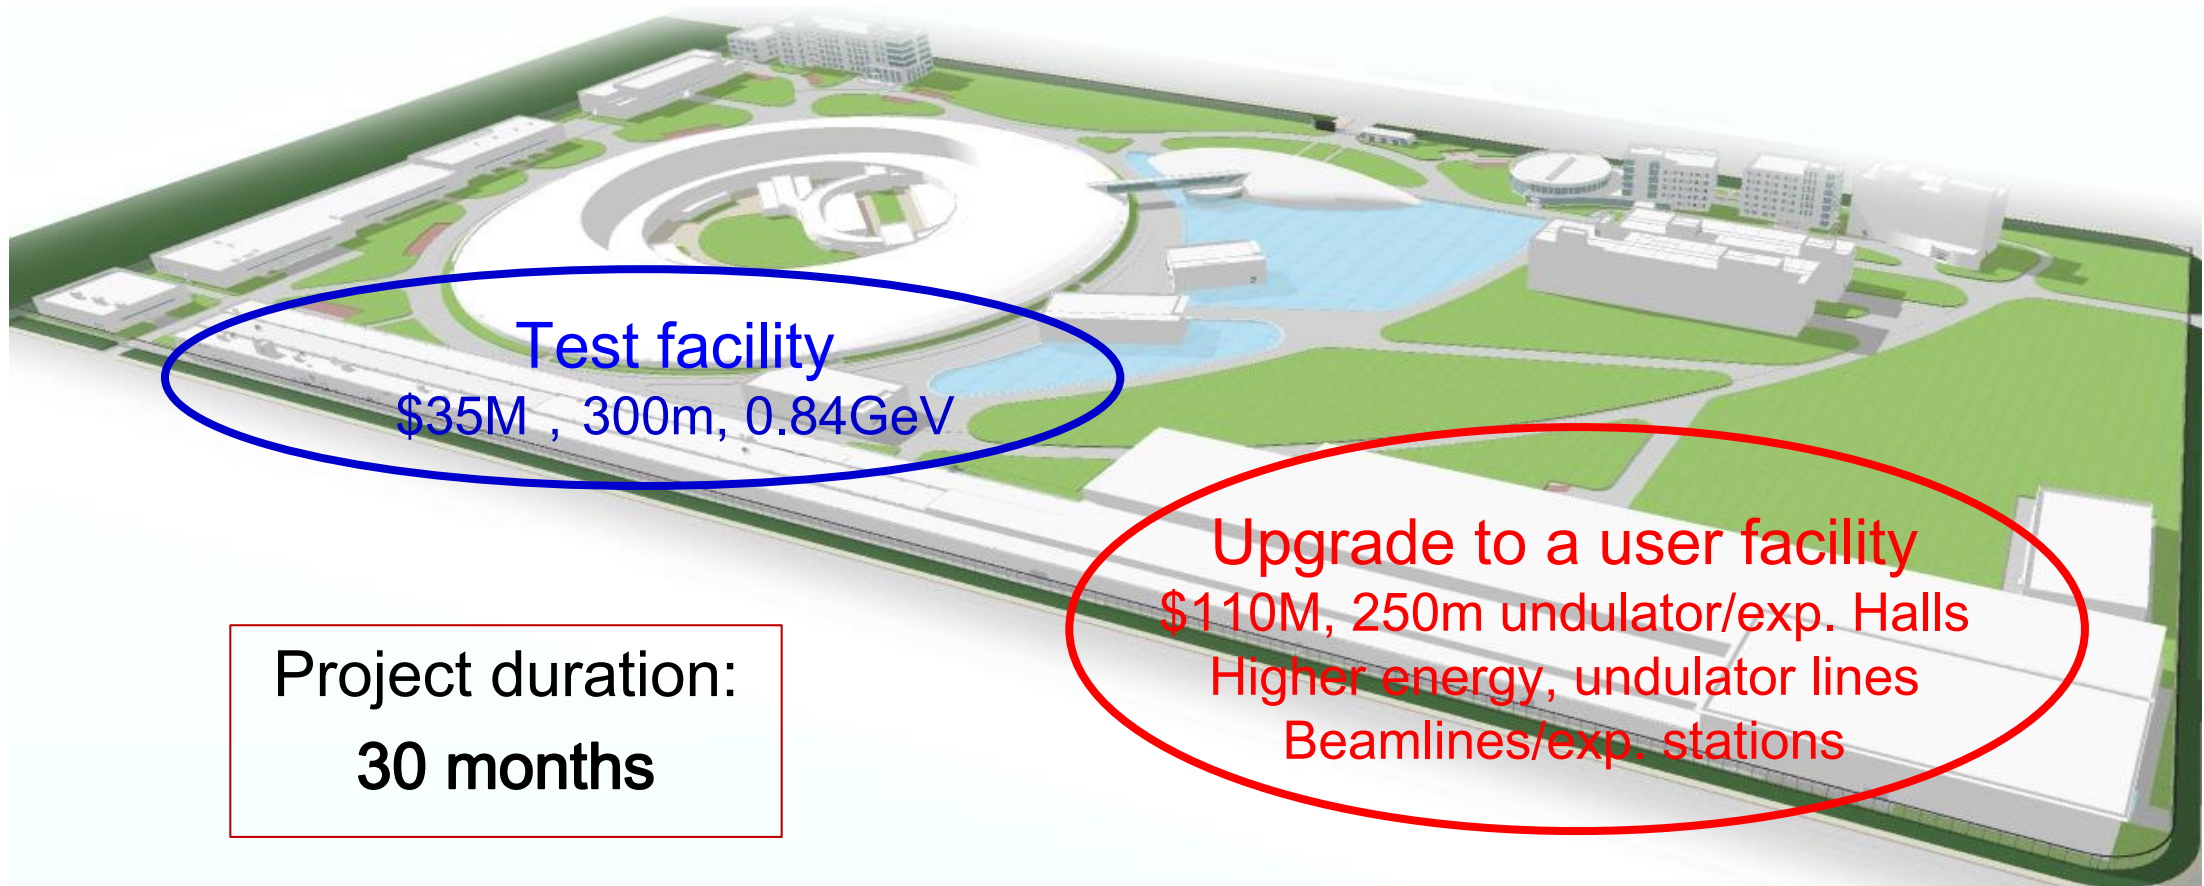 Test facility
$35M , 300m, 0.84GeV
Upgrade to a user facility
$110M, 250m undulator/exp. Halls
Higher energy, undulator lines
Beamlines/exp. stations
Project duration:
30 months